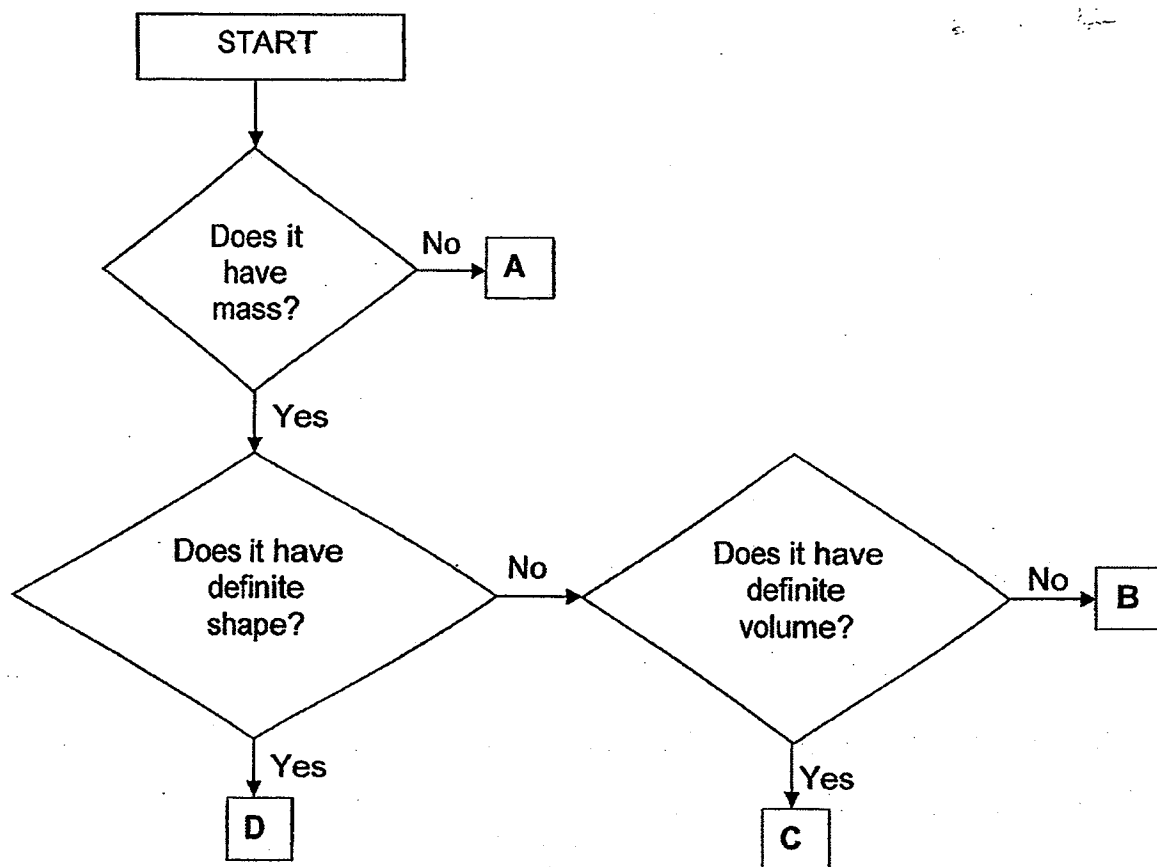 START
Does it
have
mass?
No
A
Yes
Does it have
definite
shape?
No
Does it have
definite
volume?
No
B
Yes
D
Yes
C